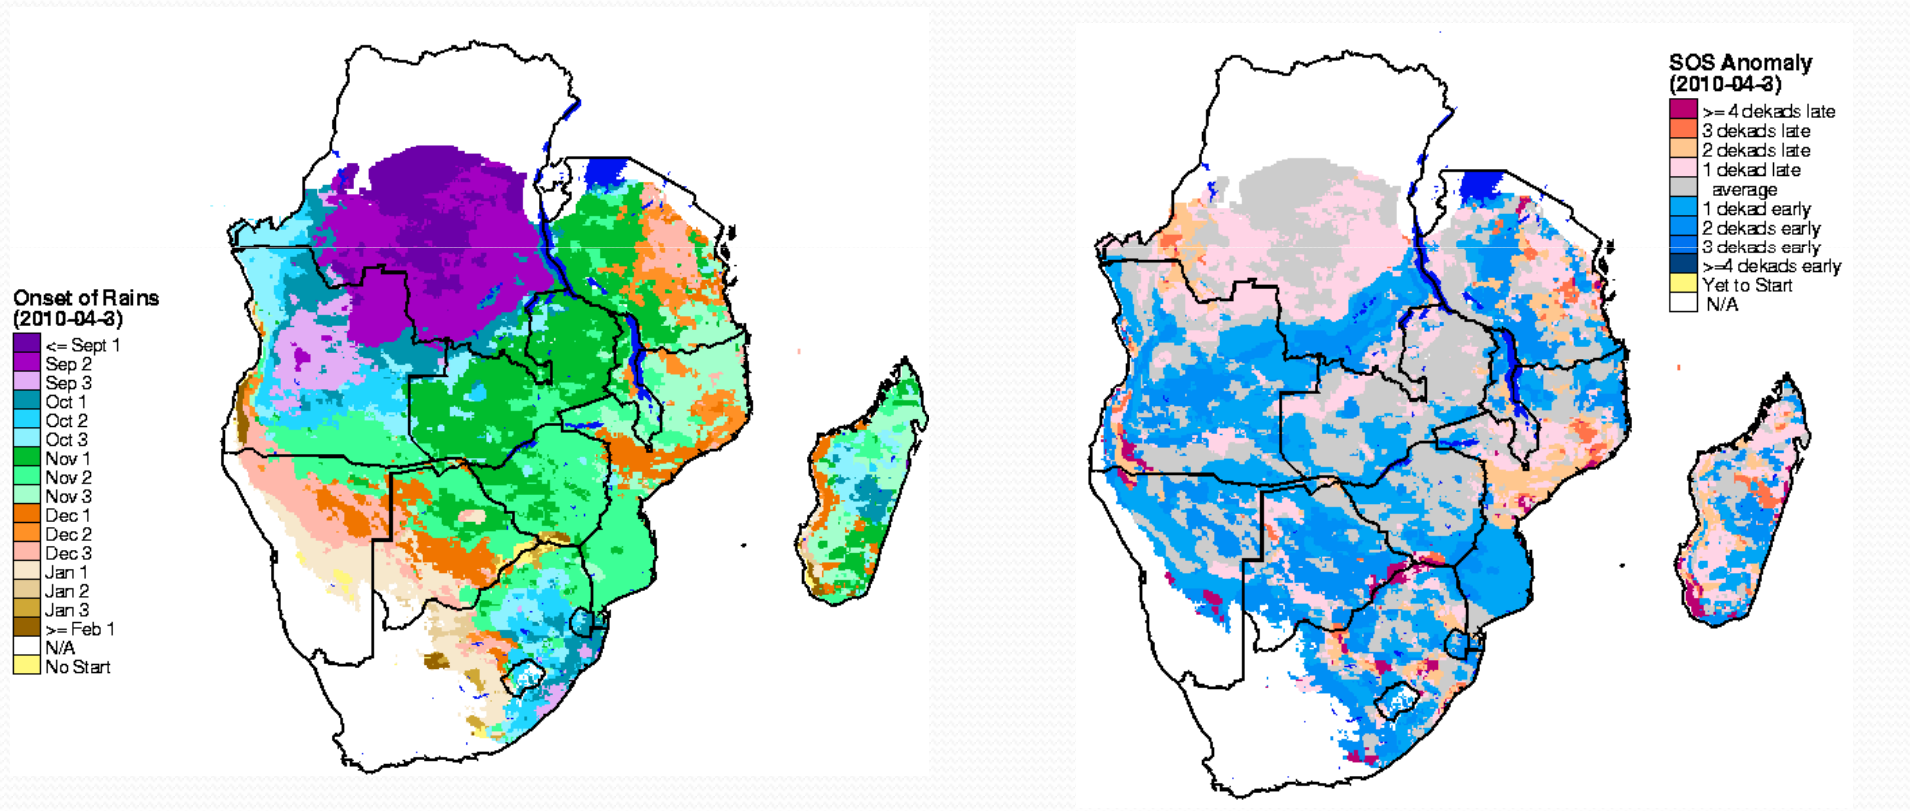 Onset of Rains
(2010-04-3)
<= Sept 1
Sep 2
Sep 3
Oct 1
Oct 2
Oct 3
Nov 1
Nov 2
Nov 3
Dec 1
Dec 2
Dec 3
Jan 1
Jan 2
Jan 3
>= Feb 1
N/A
No Start
SOS Anomaly
(2010-04-3)
>= 4 dekads late
3 dekads late
2 dekads late
1 dekad late
average
1 dekad early
2 dekads early
3 dekads early
>=4 dekads early
Yet to Start
N/A